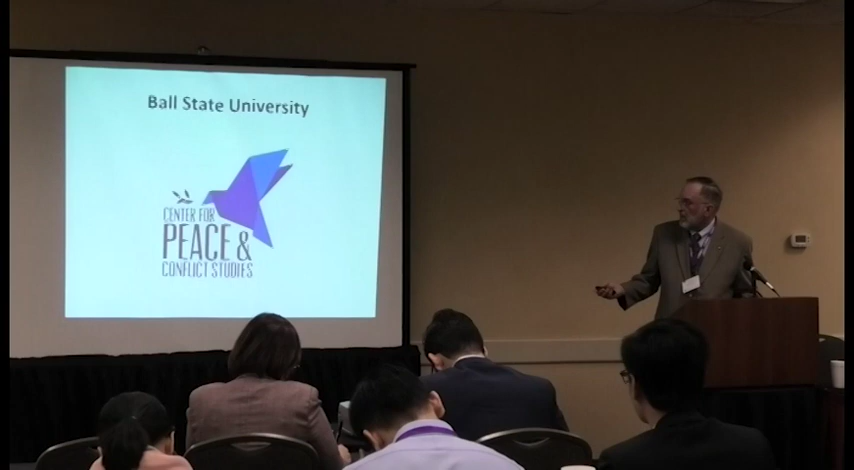 Ball State University
CENTER FOR
PEACE &
CONFLICT STUDIES